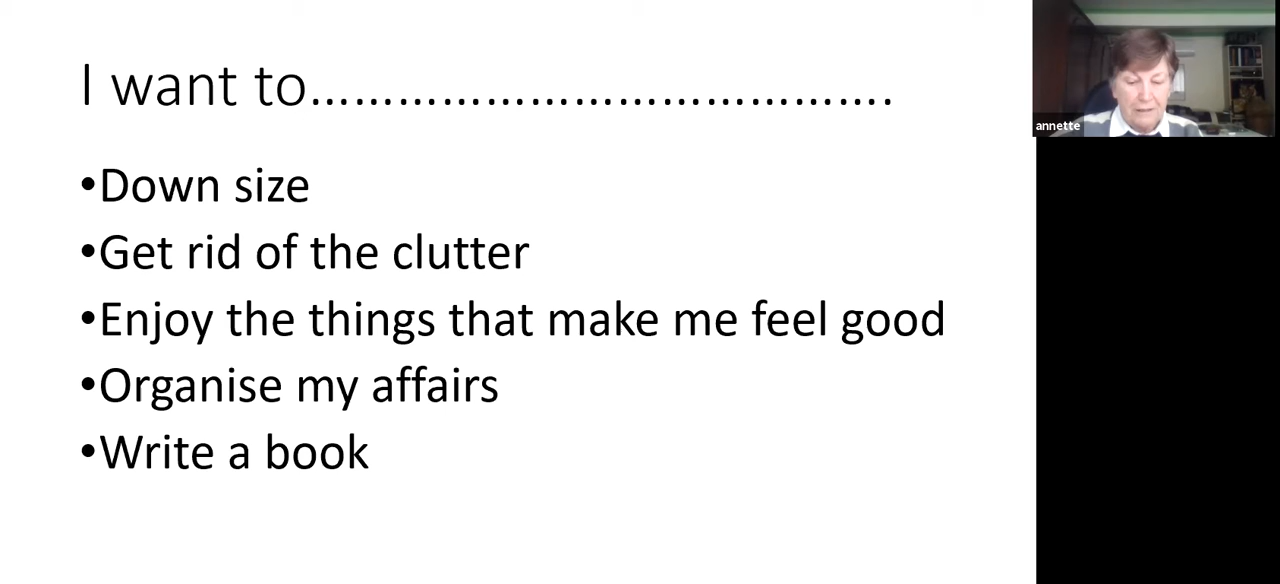 I want to…………………………………….
•Down size
•Get rid of the clutter
•Enjoy the things that make me feel good
•Organise my affairs
•Write a book
annette